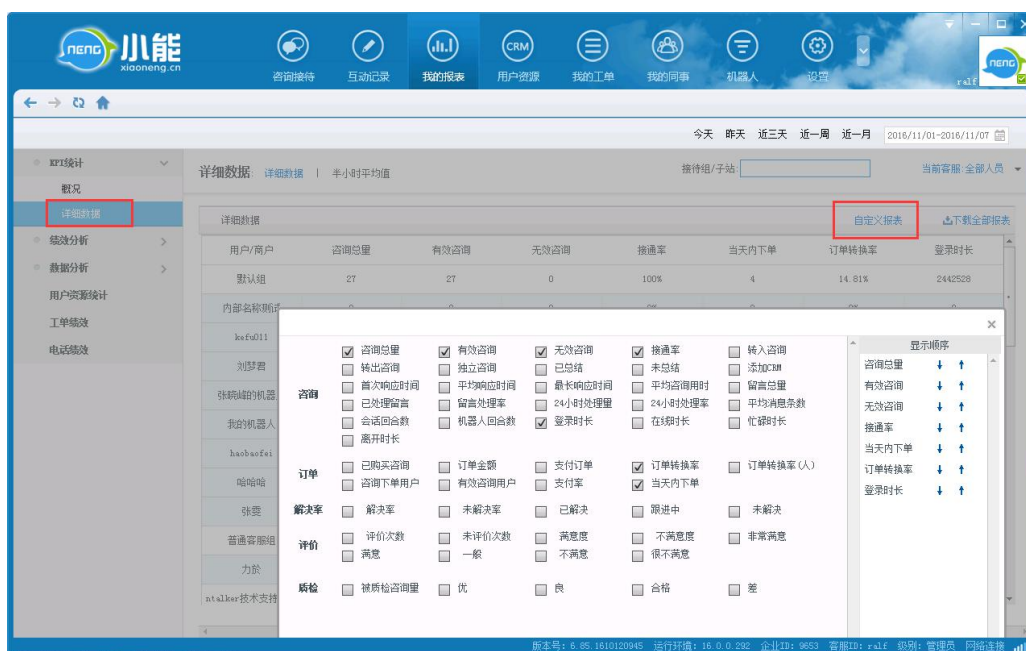 neng 小能
xiaoneng.cn
咨询接待 互动记录 我的报表 CRM 用户资源 我的工单 我的同事 机器人 设置
ralf
今天 昨天 近三天 近一周 近一月 2016/11/01-2016/11/07
KPI统计
概况
详细数据
绩效分析
数据分析
用户资源统计
工单绩效
电话绩效
详细数据 详细数据 | 半小时平均值 接待组/子站: 当前客服:全部人员
详细数据 自定义报表 下载全部报表
用户/商户 咨询总量 有效咨询 无效咨询 接通率 当天内下单 订单转换率 登录时长
默认组 27 27 0 100% 4 14.81% 2442528
内部名称测试
kefu011
刘梦君
张晓峰的机器
我的机器人
haobaofei
哈哈哈
张雯
普通客服组
力於
ntalker技术支持
咨询
咨询总量 有效咨询 无效咨询 接通率 转入咨询
转出咨询 独立咨询 已总结 未总结 添加CRM
首次响应时间 平均响应时间 最长响应时间 平均咨询用时 留言总量
已处理留言 留言处理率 24小时处理量 24小时处理率 平均消息条数
会话回合数 机器人回合数 登录时长 在线时长 忙碌时长
离开时长
订单
已购买咨询 订单金额 支付订单 订单转换率 订单转换率(人)
咨询下单用户 有效咨询用户 支付率 当天内下单
解决率 解决率 未解决率 已解决 跟进中 未解决
评价
评价次数 未评价次数 满意度 不满意度 非常满意
满意 一般 不满意 很不满意
质检 被质检咨询量 优 良 合格 差
显示顺序
咨询总量
有效咨询
无效咨询
接通率
当天内下单
订单转换率
登录时长
版本号: 6.85.1610120945 运行环境: 16.0.0.292 企业ID: 9653 客服ID: ralf 级别: 管理员 网络连接